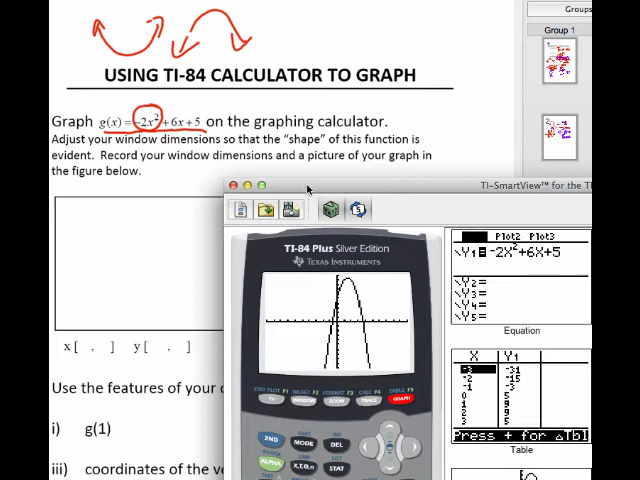 Groups
Group 1
USING TI-84 CALCULATOR TO GRAPH
Graph g(x) = -2x² + 6x + 5 on the graphing calculator.
Adjust your window dimensions so that the "shape" of this function is
evident. Record your window dimensions and a picture of your graph in
the figure below.
TI-SmartView™ for the TI
TI-84 Plus Silver Edition
TEXAS INSTRUMENTS
Plot2 Plot3
\Y1=-2X²+6X+5
\Y2=
\Y3=
\Y4=
\Y5=
Equation
X Y1
-3 -31
-2 -15
-1 -3
0 5
1 9
2 9
3 5
Press + for △Tbl
Table
x [ , ] y [ , ]
STAT PLOT F1 TBLSET F2 FORMAT F3 CALC F4 TABLE F5
Y= WINDOW ZOOM TRACE GRAPH
Use the features of your c
2ND MODE DEL
ALPHA X,T,θ,n STAT
i) g(1)
iii) coordinates of the ve